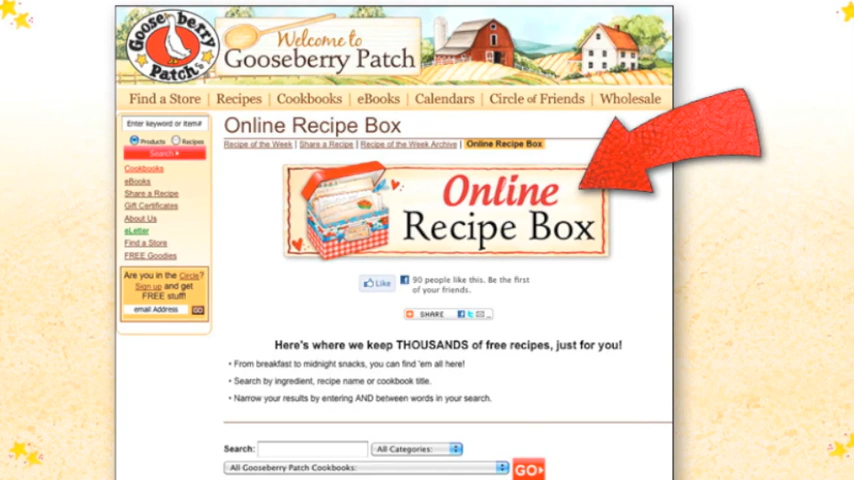 Gooseberry
Patch
Welcome to
Gooseberry Patch
Find a Store | Recipes | Cookbooks | eBooks | Calendars | Circle of Friends | Wholesale
Enter keyword or Item#
Products Recipes
Search
Cookbooks
eBooks
Share a Recipe
Gift Certificates
About Us
eLetter
Find a Store
FREE Goodies
Are you in the Circle?
Sign up and get
FREE stuff!
email Address GO
Online Recipe Box
Recipe of the Week | Share a Recipe | Recipe of the Week Archive | Online Recipe Box
Online
Recipe Box
Like 90 people like this. Be the first
of your friends.
SHARE
Here's where we keep THOUSANDS of free recipes, just for you!
• From breakfast to midnight snacks, you can find 'em all here!
• Search by ingredient, recipe name or cookbook title.
• Narrow your results by entering AND between words in your search.
Search: All Categories:
All Gooseberry Patch Cookbooks: GO